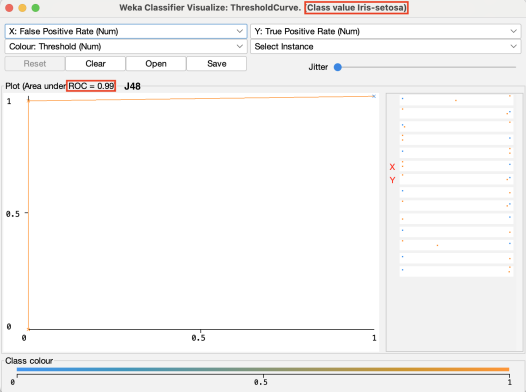 Weka Classifier Visualize: ThresholdCurve. (Class value Iris-setosa)
X: False Positive Rate (Num)
Y: True Positive Rate (Num)
Colour: Threshold (Num)
Select Instance
Reset
Clear
Open
Save
Jitter
Plot (Area under ROC = 0.99 J48
1
0.5
0
0
0.5
1
X
Y
Class colour
0
0.5
1